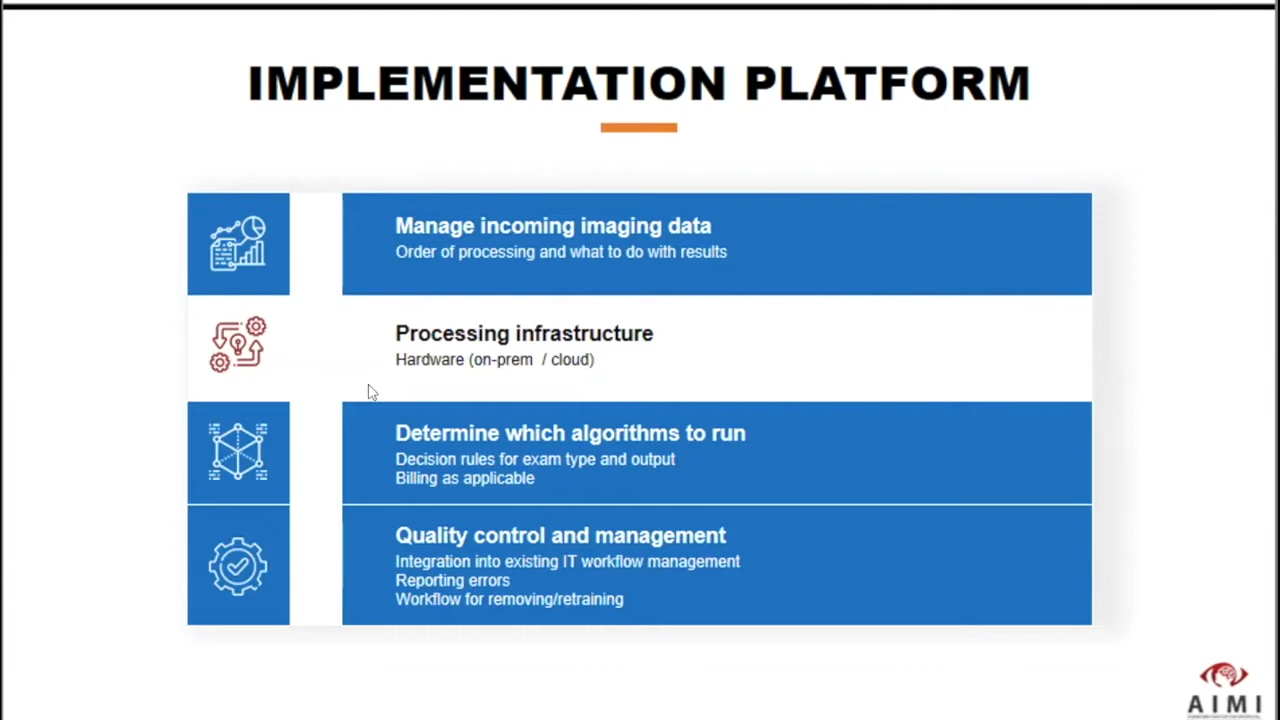 IMPLEMENTATION PLATFORM
Manage incoming imaging data
Order of processing and what to do with results
Processing infrastructure
Hardware (on-prem / cloud)
Determine which algorithms to run
Decision rules for exam type and output
Billing as applicable
Quality control and management
Integration into existing IT workflow management
Reporting errors
Workflow for removing/retraining
AIMI